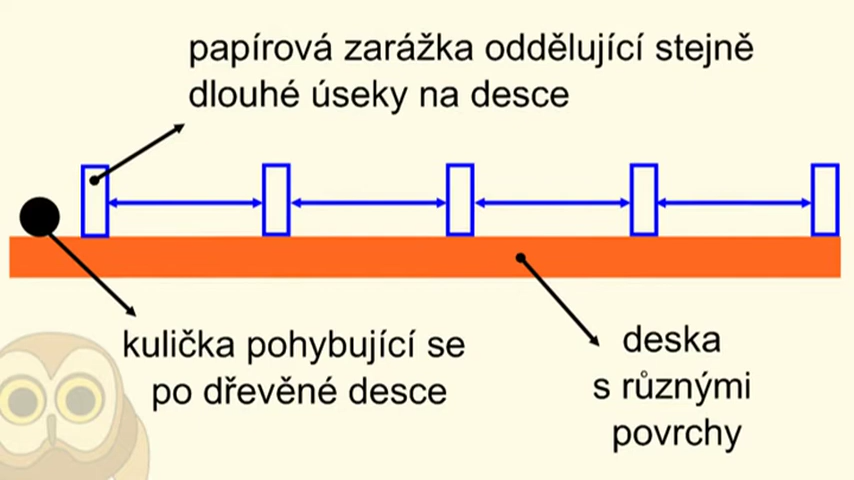 papírová zarážka oddělující stejně
dlouhé úseky na desce
kulička pohybující se
po dřevěné desce
deska
s různými
povrchy